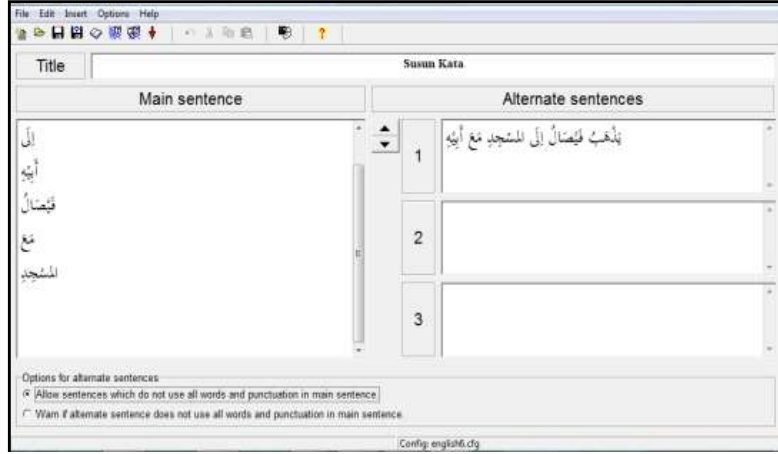 File Edit Insert Options Help
Title
Susun Kata
Main sentence
Alternate sentences
إِلَى
أَبِيْهِ
فَيْصَالُ
مَعَ
المَسْجِدِ
1
يَذْهَبُ فَيْصَالُ إِلَى المَسْجِدِ مَعَ أَبِيْهِ
2
3
Options for alternate sentences
Allow sentences which do not use all words and punctuation in main sentence
Warn if alternate sentence does not use all words and punctuation in main sentence
Config: english6.cfg